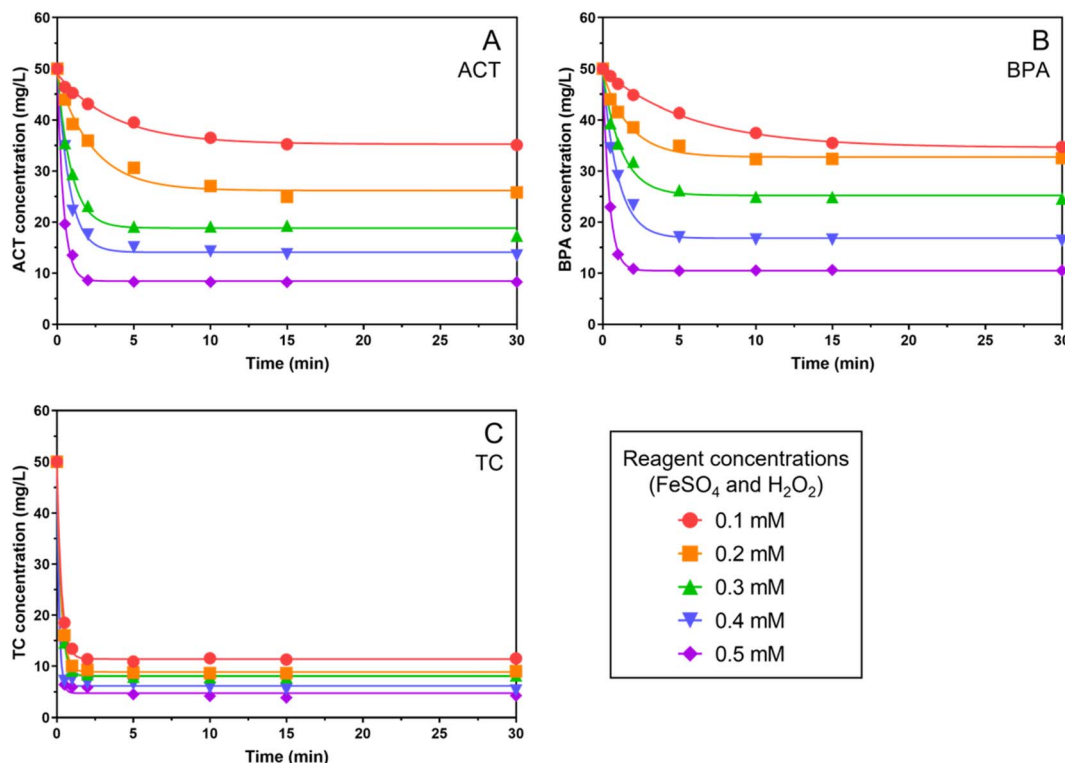 A
ACT
ACT concentration (mg/L)
60
50
40
30
20
10
0
0 5 10 15 20 25 30
Time (min)
B
BPA
BPA concentration (mg/L)
60
50
40
30
20
10
0
0 5 10 15 20 25 30
Time (min)
C
TC
TC concentration (mg/L)
60
50
40
30
20
10
0
0 5 10 15 20 25 30
Time (min)
Reagent concentrations
(FeSO₄ and H₂O₂)
0.1 mM
0.2 mM
0.3 mM
0.4 mM
0.5 mM